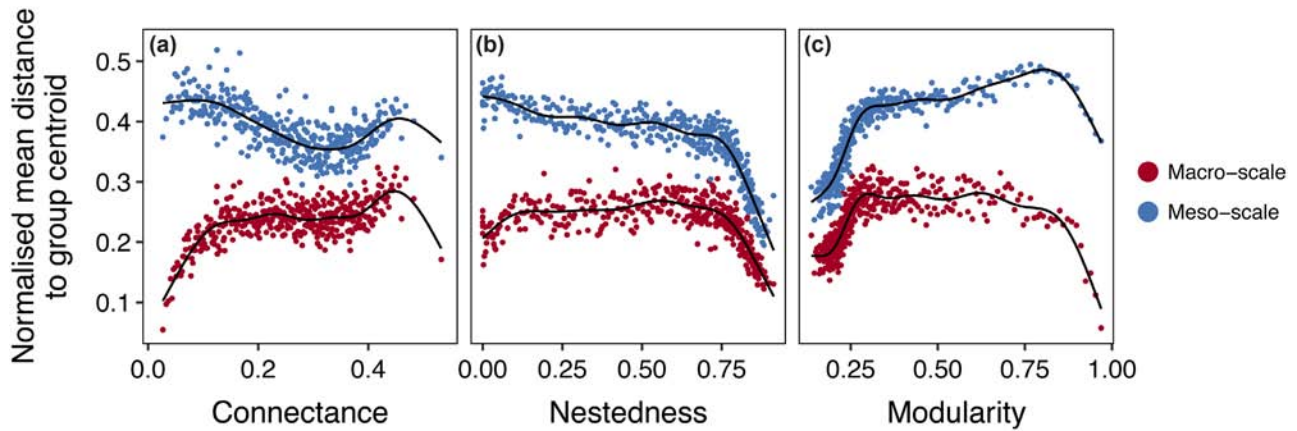 Normalised mean distance
to group centroid
0.5
0.4
0.3
0.2
0.1
(a)
(b)
(c)
0.0 0.2 0.4
0.00 0.25 0.50 0.75
0.25 0.50 0.75 1.00
Connectance
Nestedness
Modularity
Macro-scale
Meso-scale